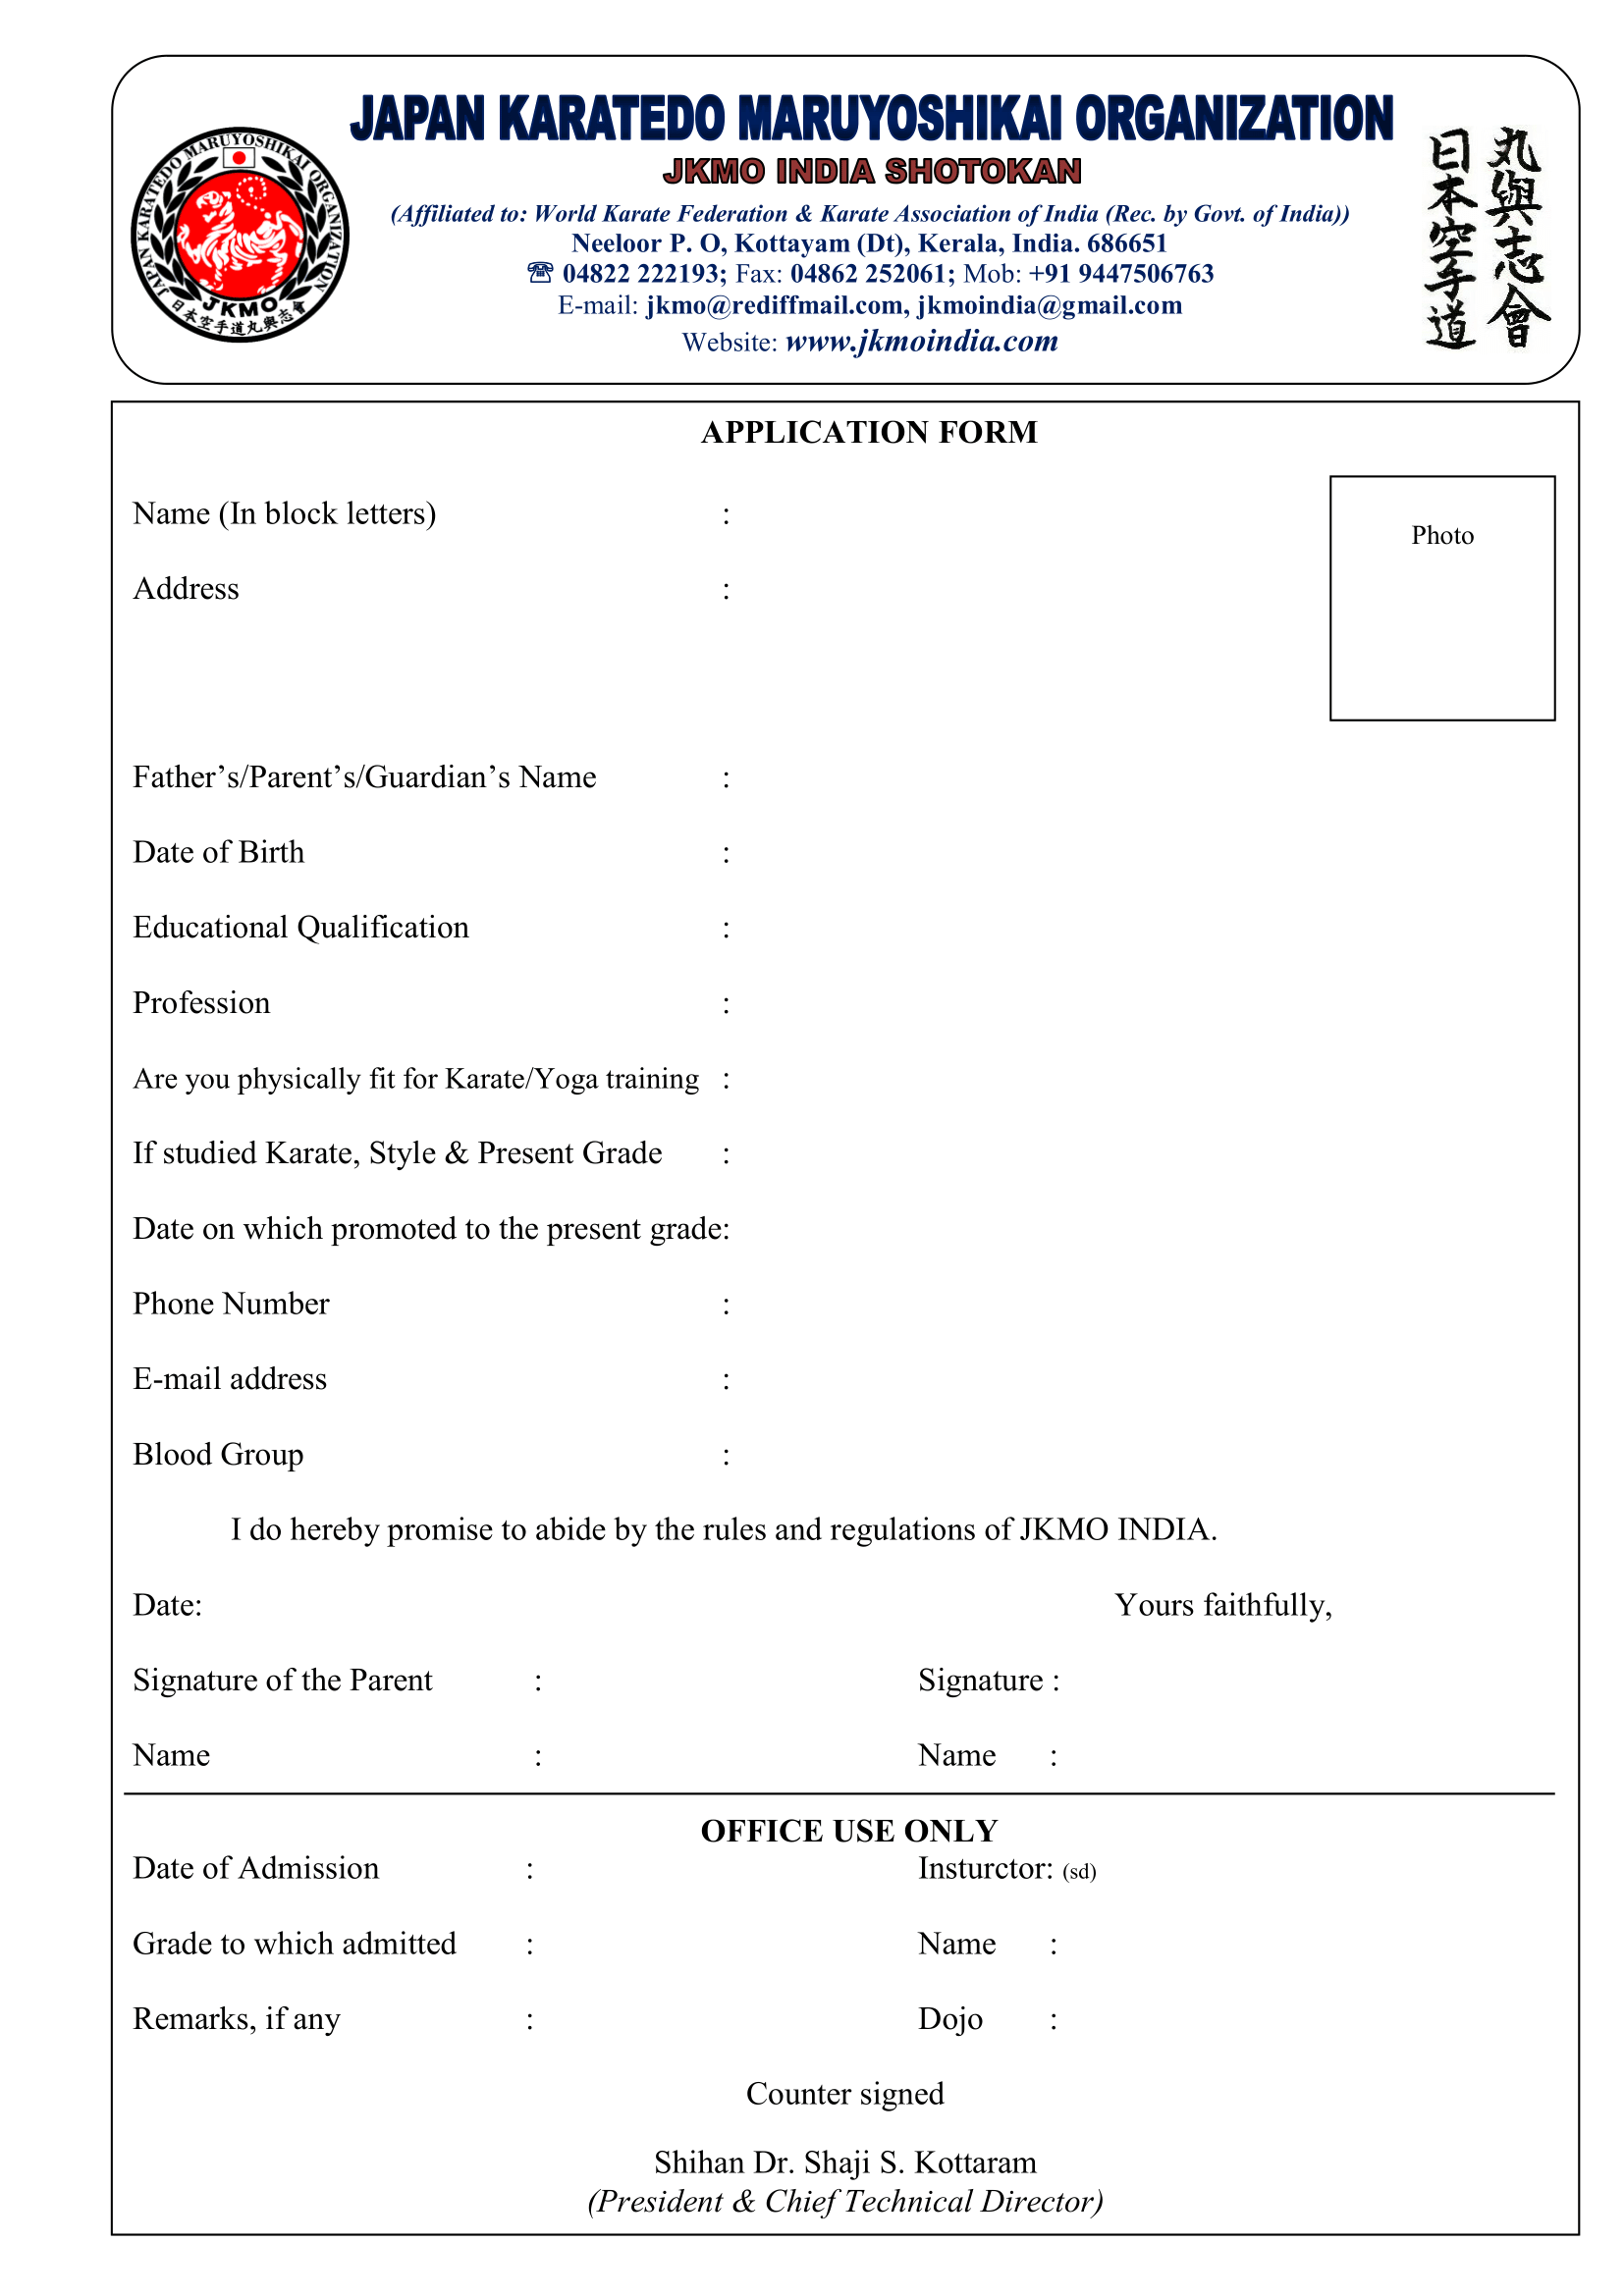 JAPAN KARATEDO MARUYOSHIKAI ORGANIZATION
JKMO INDIA SHOTOKAN
(Affiliated to: World Karate Federation & Karate Association of India (Rec. by Govt. of India))
Neeloor P. O, Kottayam (Dt), Kerala, India. 686651
☏ 04822 222193; Fax: 04862 252061; Mob: +91 9447506763
E-mail: jkmo@rediffmail.com, jkmoindia@gmail.com
Website: www.jkmoindia.com
JAPAN KARATEDO MARUYOSHIKAI ORGANIZATION
JKMO
日本空手道丸與志會
丸與志會
日本空手道
APPLICATION FORM
Name (In block letters) :
Photo
Address :
Father’s/Parent’s/Guardian’s Name :
Date of Birth :
Educational Qualification :
Profession :
Are you physically fit for Karate/Yoga training :
If studied Karate, Style & Present Grade :
Date on which promoted to the present grade:
Phone Number :
E-mail address :
Blood Group :
I do hereby promise to abide by the rules and regulations of JKMO INDIA.
Date: Yours faithfully,
Signature of the Parent : Signature :
Name : Name :
OFFICE USE ONLY
Date of Admission : Insturctor: (sd)
Grade to which admitted : Name :
Remarks, if any : Dojo :
Counter signed
Shihan Dr. Shaji S. Kottaram
(President & Chief Technical Director)